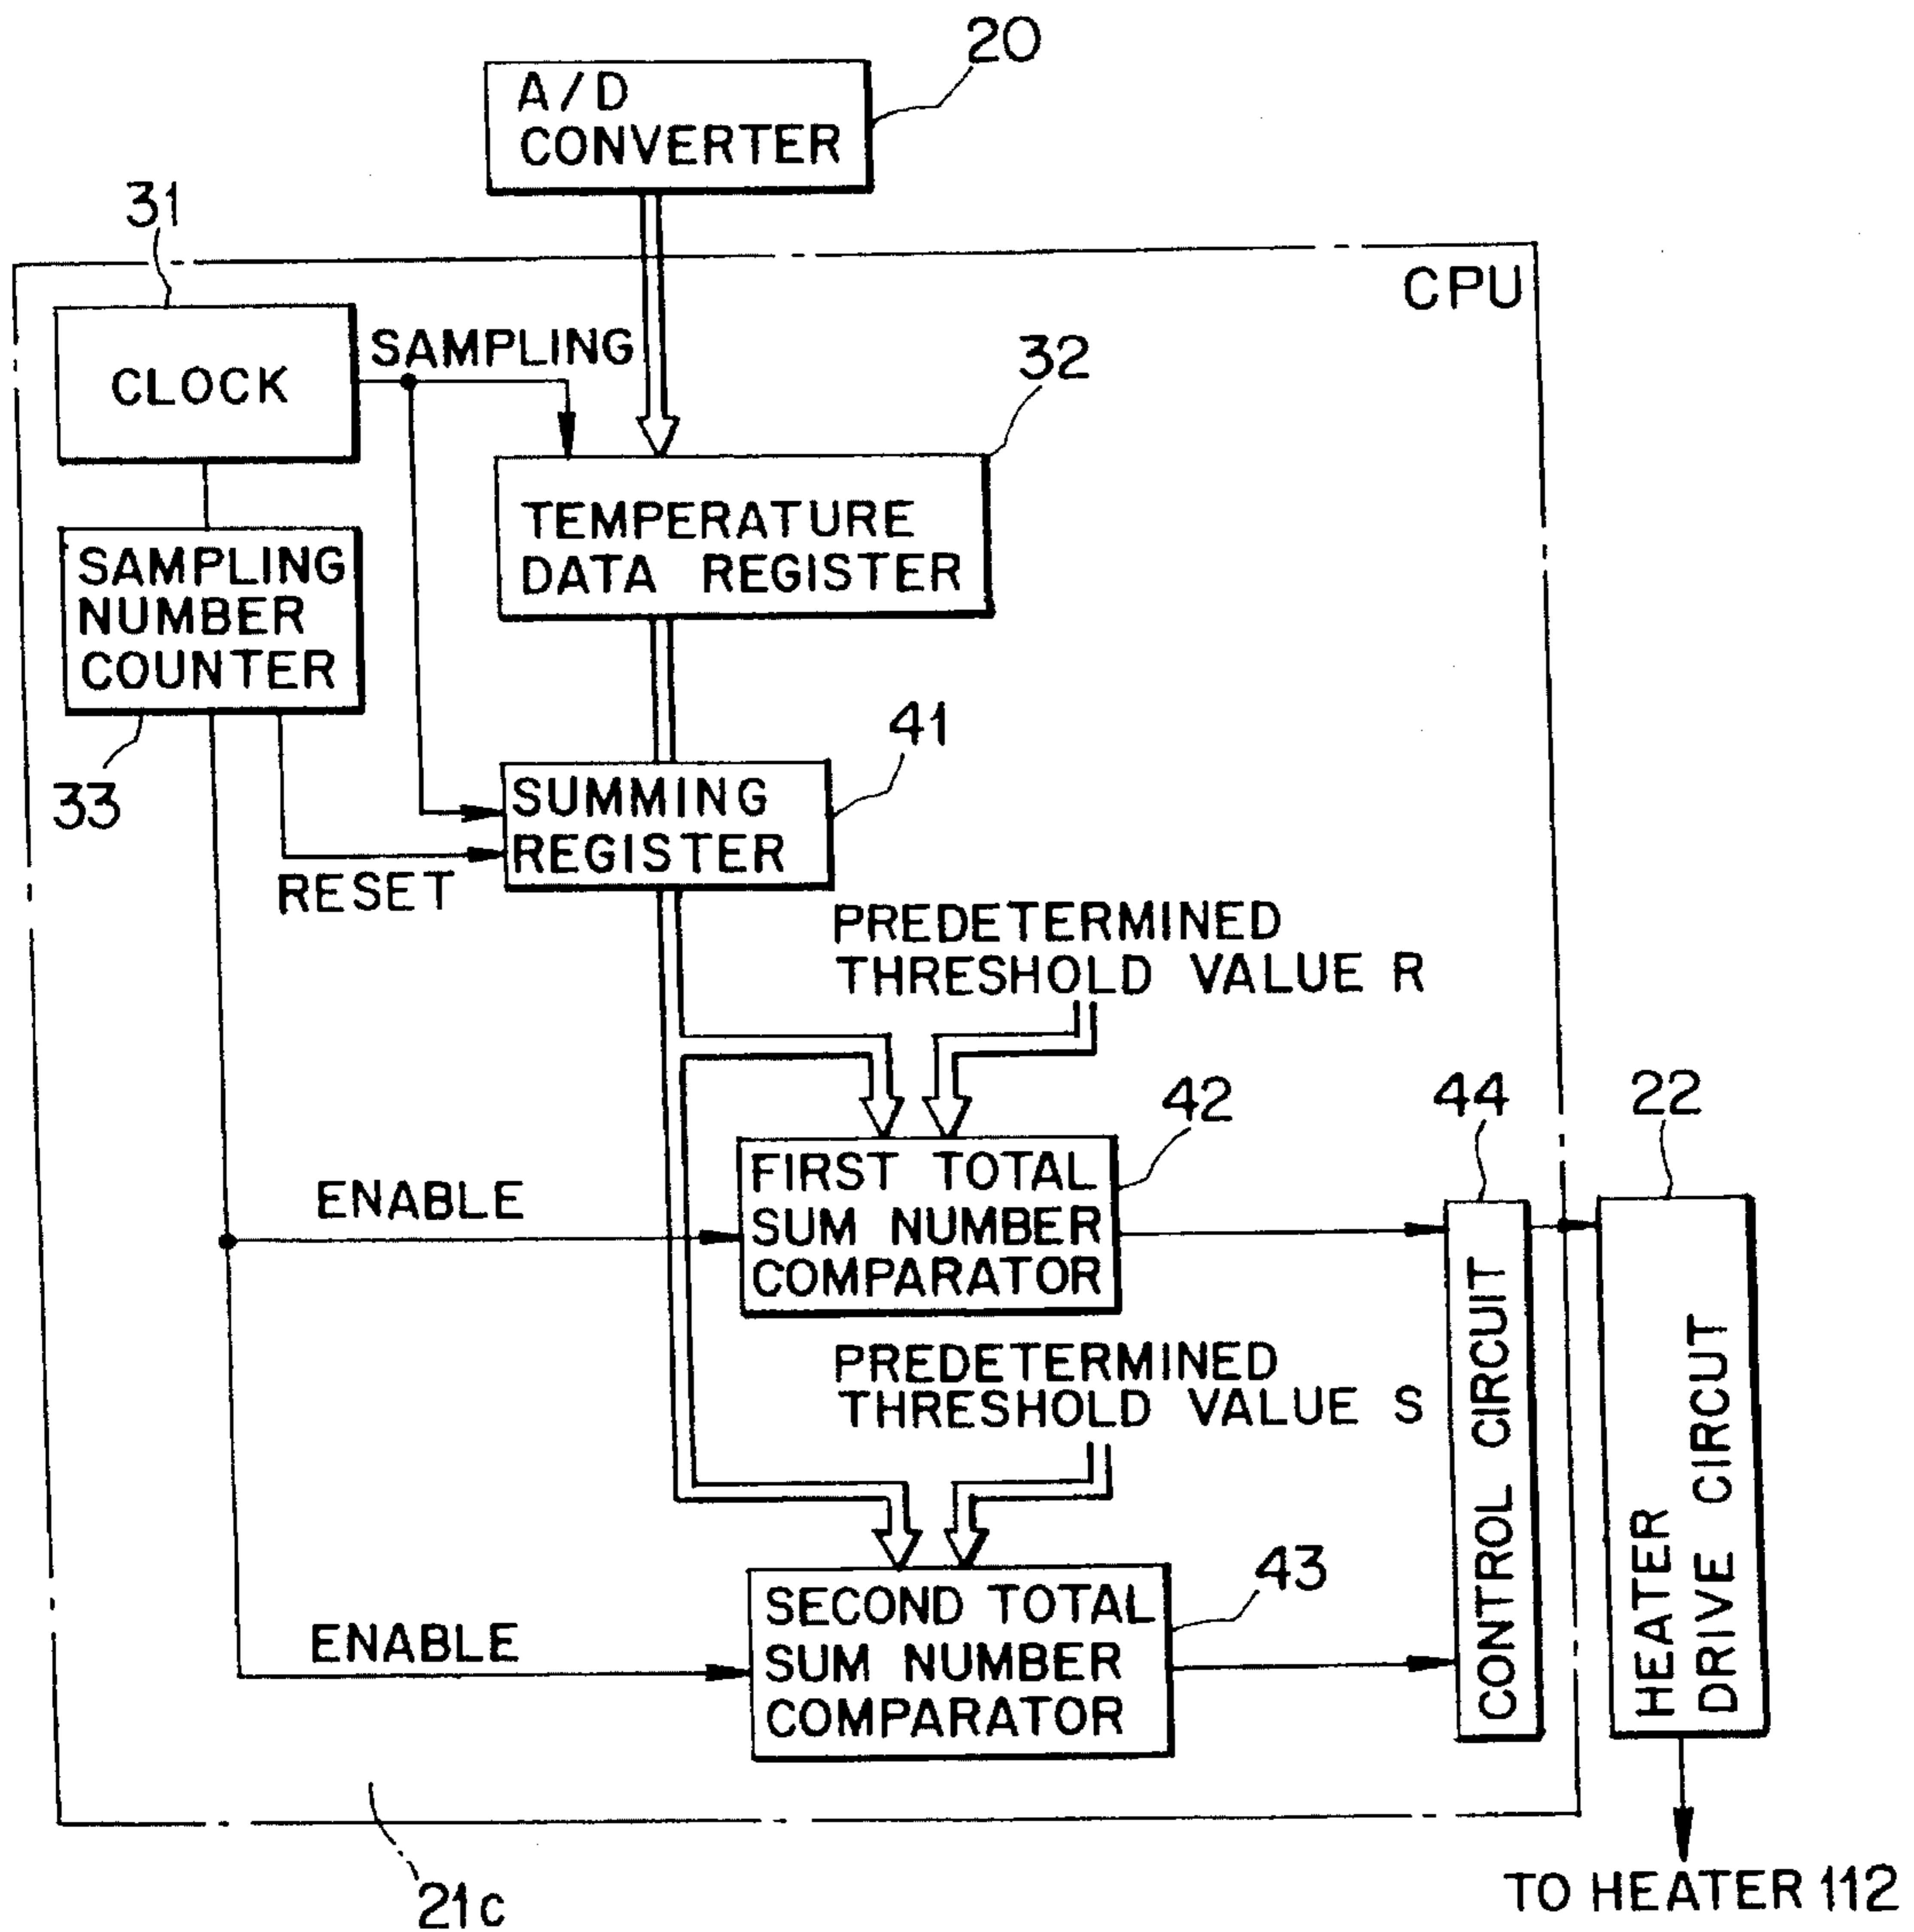 20
A/D
CONVERTER
31
CPU
CLOCK
SAMPLING
32
TEMPERATURE
DATA REGISTER
SAMPLING
NUMBER
COUNTER
33
41
SUMMING
REGISTER
RESET
PREDETERMINED
THRESHOLD VALUE R
42
44
22
ENABLE
FIRST TOTAL
SUM NUMBER
COMPARATOR
PREDETERMINED
THRESHOLD VALUE S
CONTROL CIRCUIT
HEATER
DRIVE CIRCUT
43
ENABLE
SECOND TOTAL
SUM NUMBER
COMPARATOR
21c
TO HEATER 112